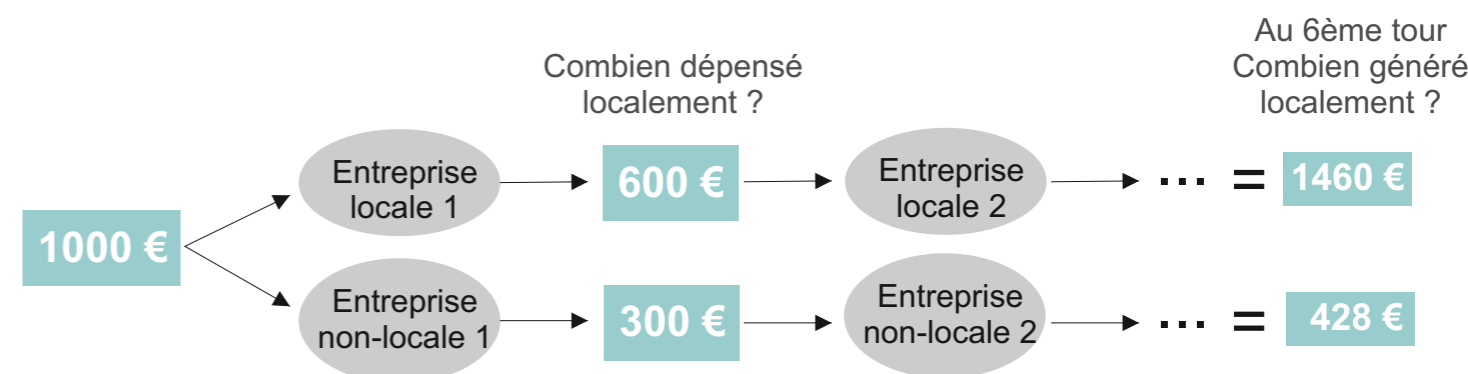 Au 6ème tour
Combien généré
localement ?
Combien dépensé
localement ?
1000 €
Entreprise
locale 1
600 €
Entreprise
locale 2
... = 1460 €
Entreprise
non-locale 1
300 €
Entreprise
non-locale 2
... = 428 €